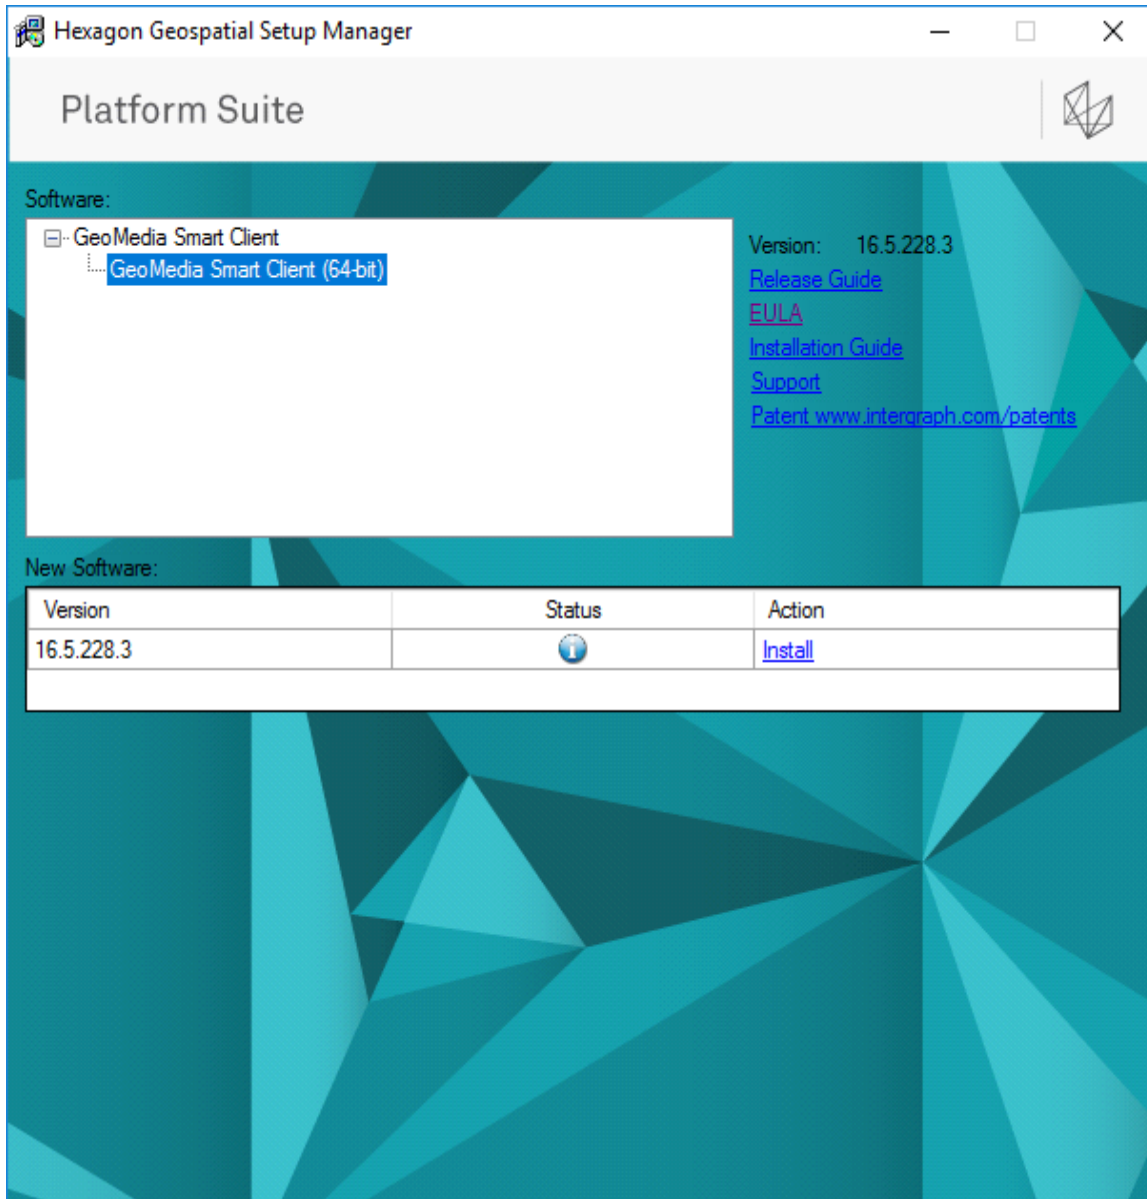 Hexagon Geospatial Setup Manager
Platform Suite
Software:
GeoMedia Smart Client
GeoMedia Smart Client (64-bit)
Version: 16.5.228.3
Release Guide
EULA
Installation Guide
Support
Patent www.intergraph.com/patents
New Software:
Version Status Action
16.5.228.3 Install